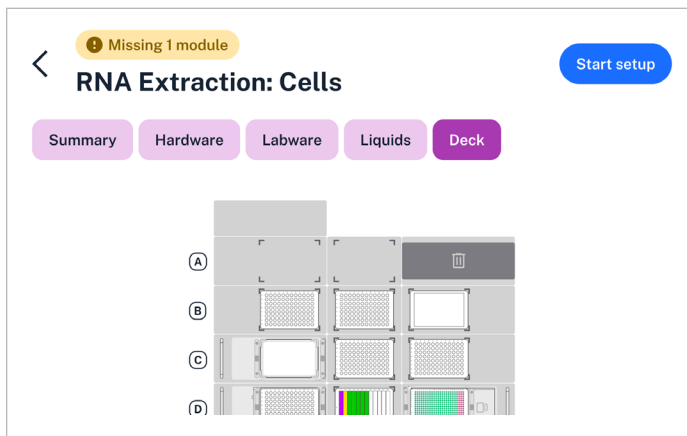 Missing 1 module
RNA Extraction: Cells
Start setup
Summary
Hardware
Labware
Liquids
Deck
A
B
C
D